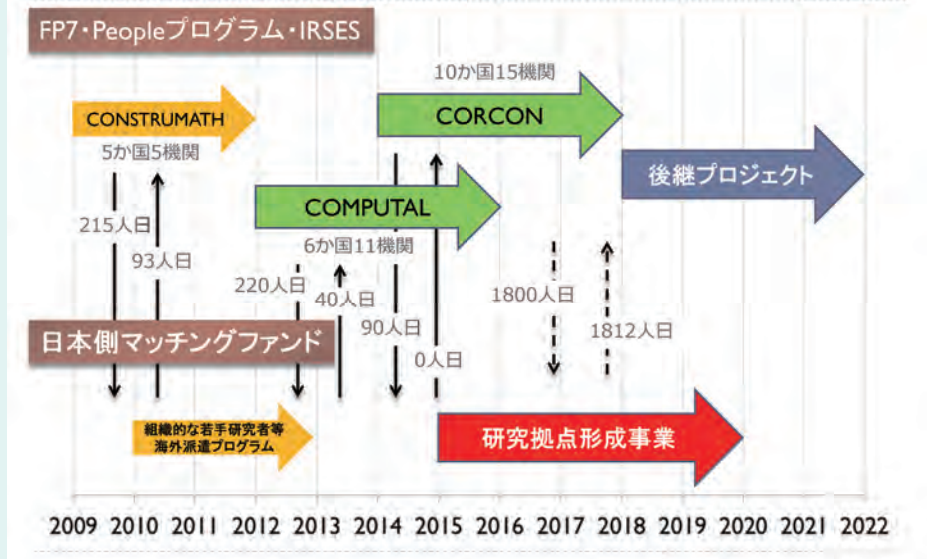 FP7・Peopleプログラム・IRSES
10か国15機関
CONSTRUMATH
CORCON
5か国5機関
後継プロジェクト
COMPUTAL
215人日
6か国11機関
93人日
220人日
40人日
1800人日
90人日
1812人日
日本側マッチングファンド
0人日
組織的な若手研究者等
海外派遣プログラム
研究拠点形成事業
2009 2010 2011 2012 2013 2014 2015 2016 2017 2018 2019 2020 2021 2022